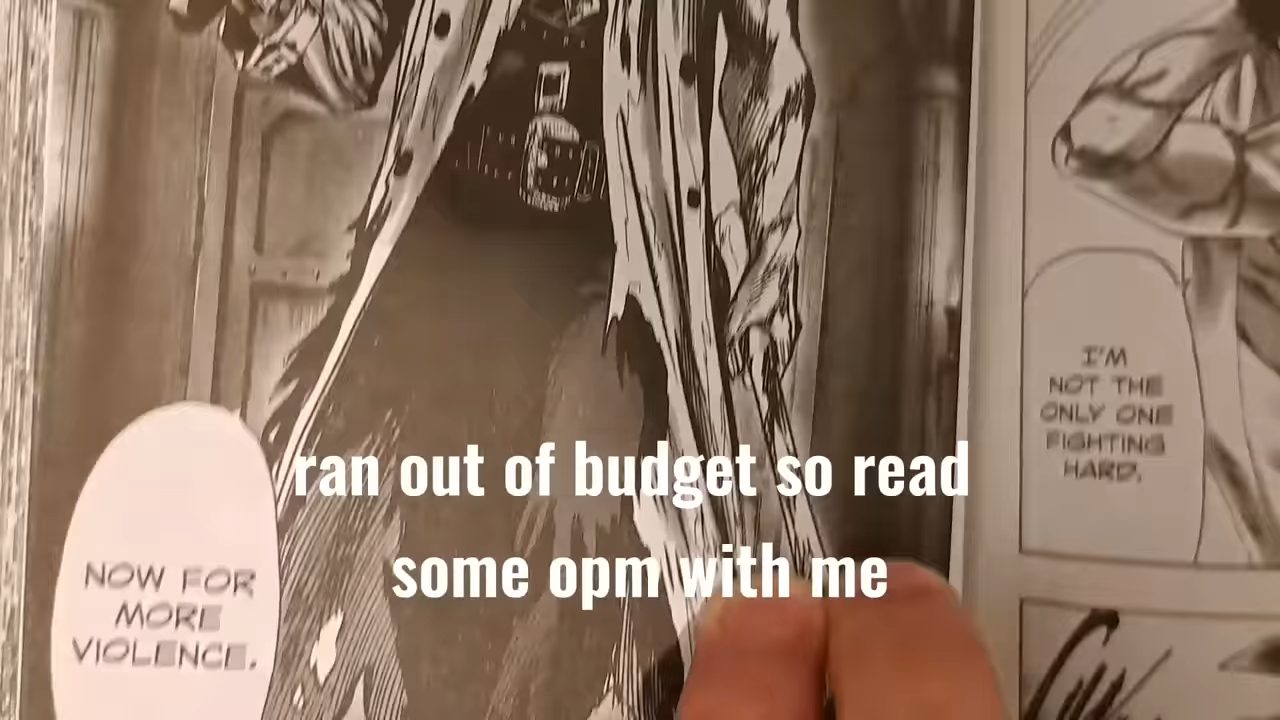 NOW FOR
MORE
VIOLENCE.
I'M
NOT THE
ONLY ONE
FIGHTING
HARD.
ran out of budget so read
some opm with me